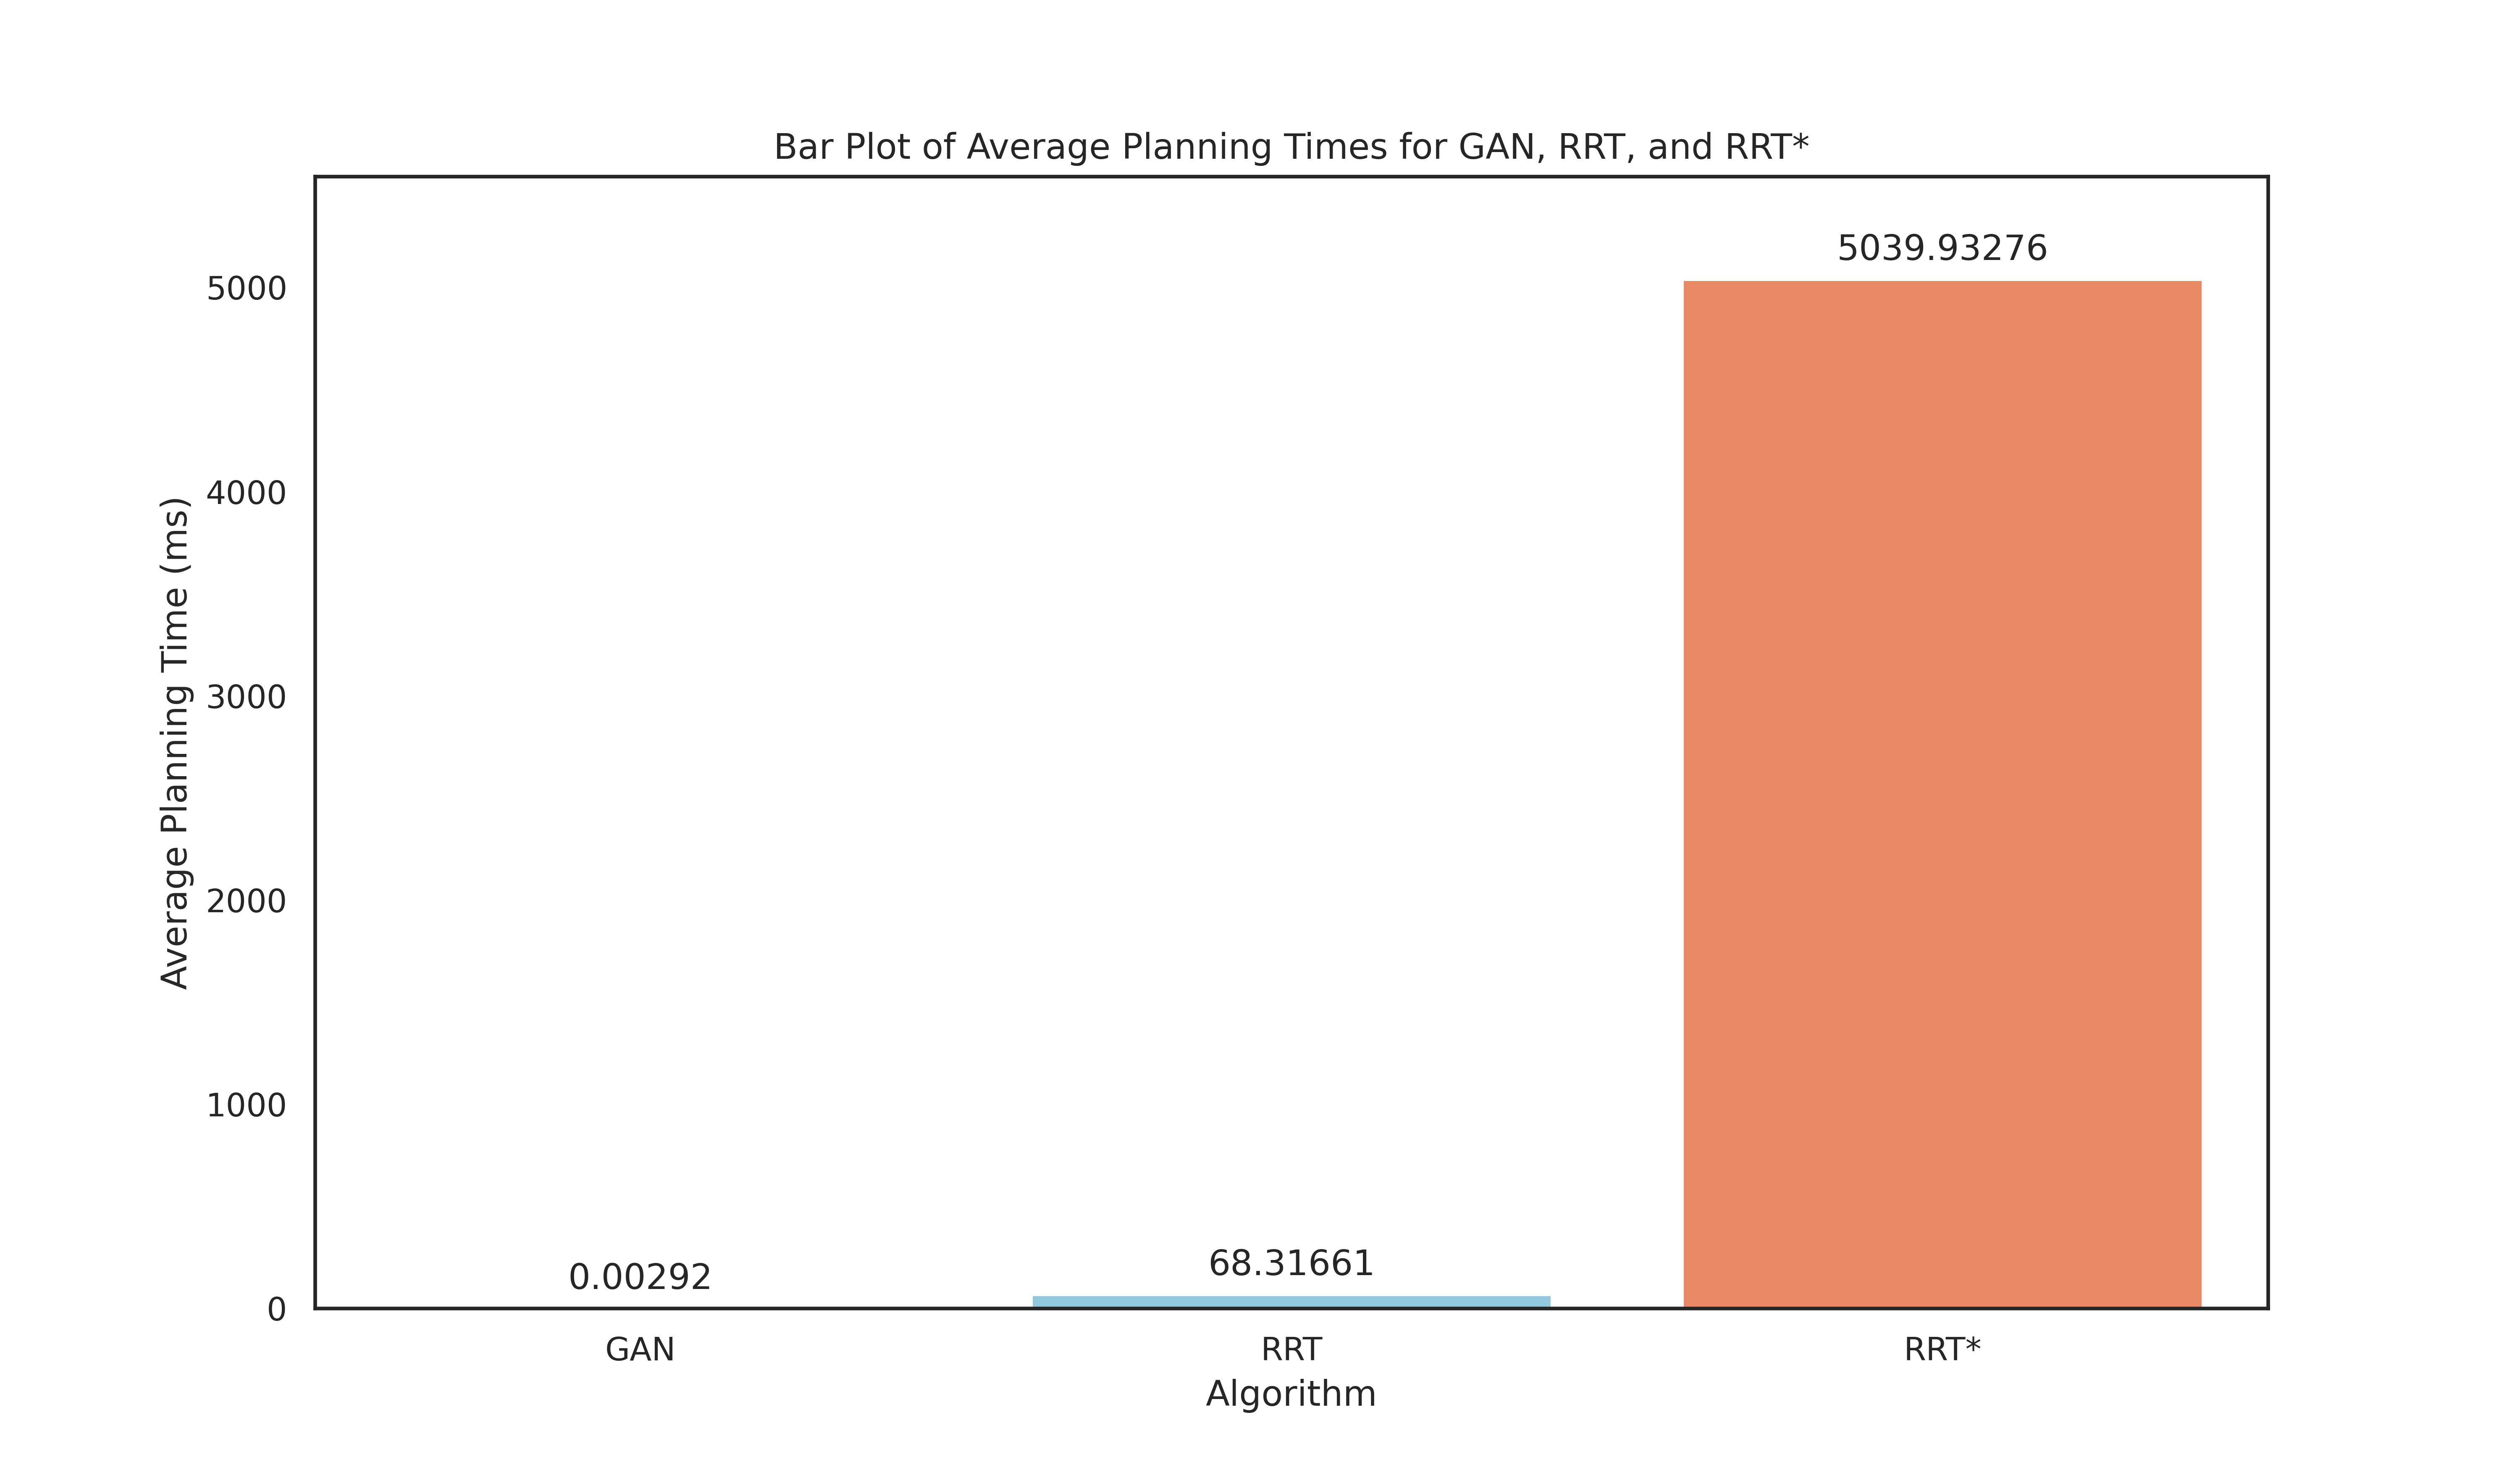 Bar Plot of Average Planning Times for GAN, RRT, and RRT*
Average Planning Time (ms)
5000
4000
3000
2000
1000
0
5039.93276
68.31661
0.00292
GAN
RRT
RRT*
Algorithm